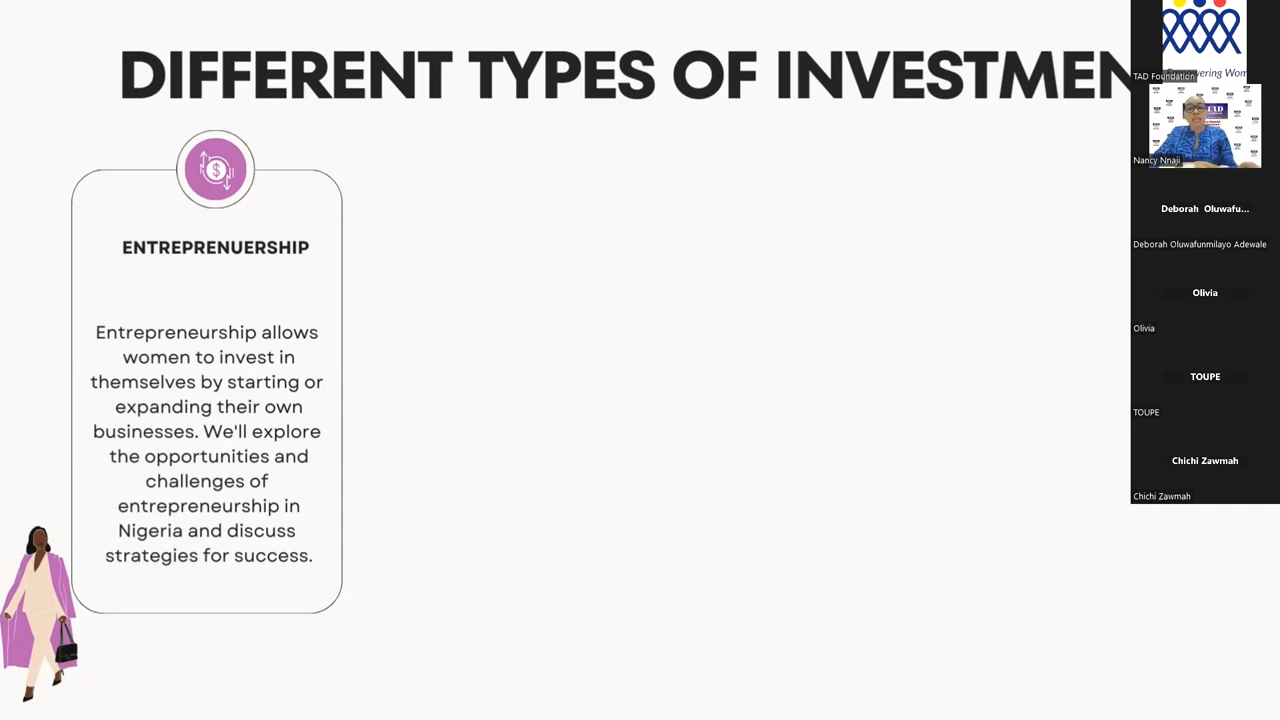 DIFFERENT TYPES OF INVESTMEN
ENTREPRENUERSHIP
Entrepreneurship allows
women to invest in
themselves by starting or
expanding their own
businesses. We'll explore
the opportunities and
challenges of
entrepreneurship in
Nigeria and discuss
strategies for success.
TAD Foundation
TAD
Nancy Nnaji
Deborah Oluwafu...
Deborah Oluwafunmilayo Adewale
Olivia
Olivia
TOUPE
TOUPE
Chichi Zawmah
Chichi Zawmah